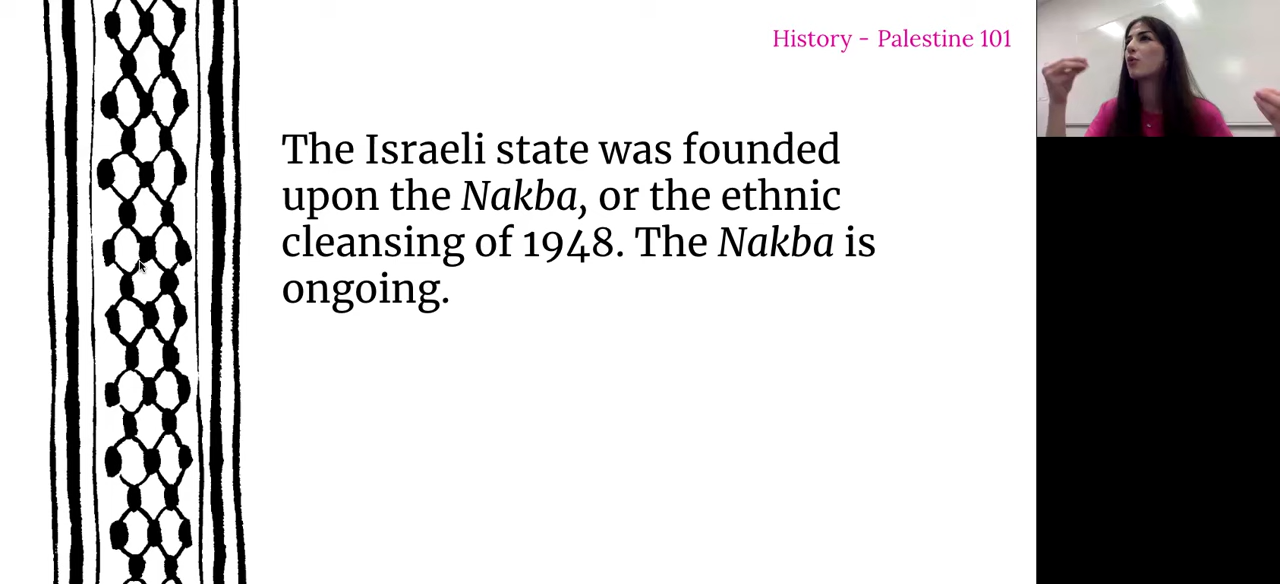 History - Palestine 101
The Israeli state was founded
upon the Nakba, or the ethnic
cleansing of 1948. The Nakba is
ongoing.